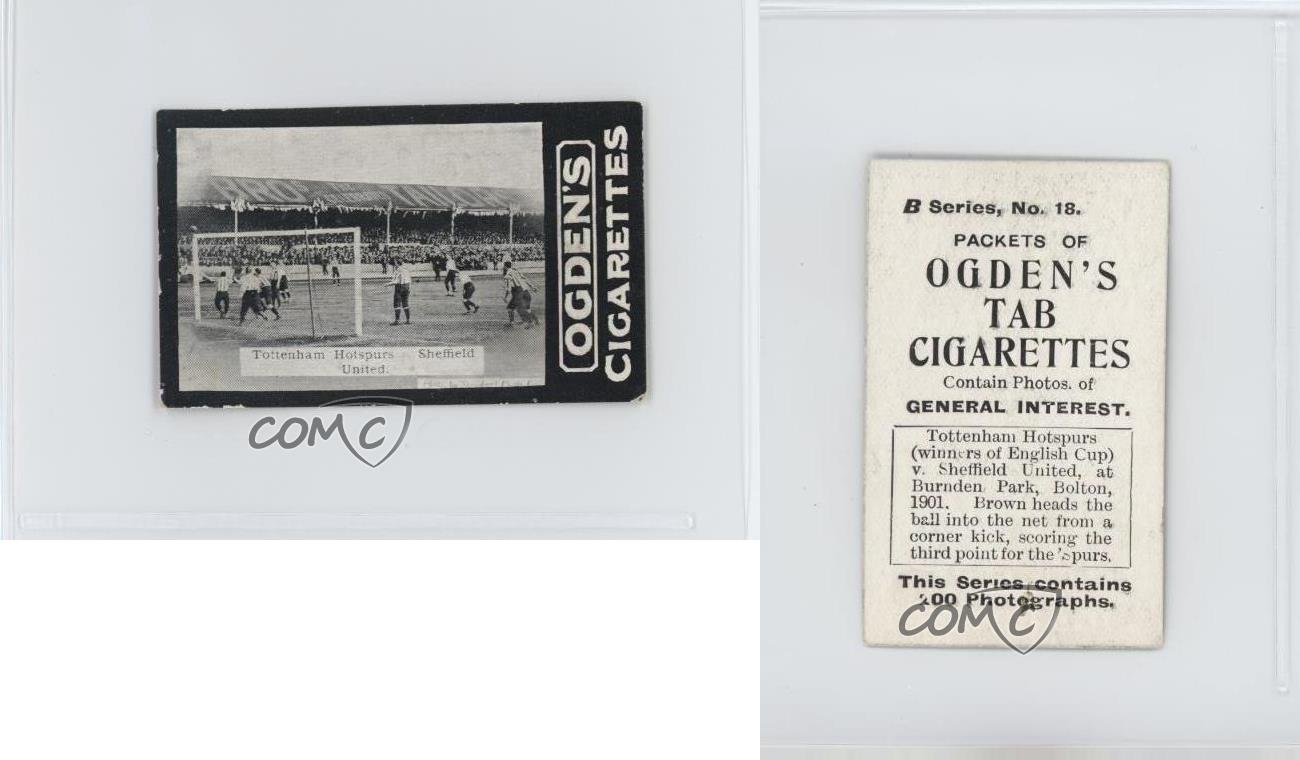 OGDEN'S
CIGARETTES
Tottenham Hotspurs Sheffield
United.
COMC
B Series, No. 18.
PACKETS OF
OGDEN'S
TAB
CIGARETTES
Contain Photos. of
GENERAL INTEREST.
Tottenham Hotspurs
(winners of English Cup)
v. Sheffield United, at
Burnden Park, Bolton,
1901. Brown heads the
ball into the net from a
corner kick, scoring the
third point for the 'Spurs.
This Series contains
Photographs.
COMC